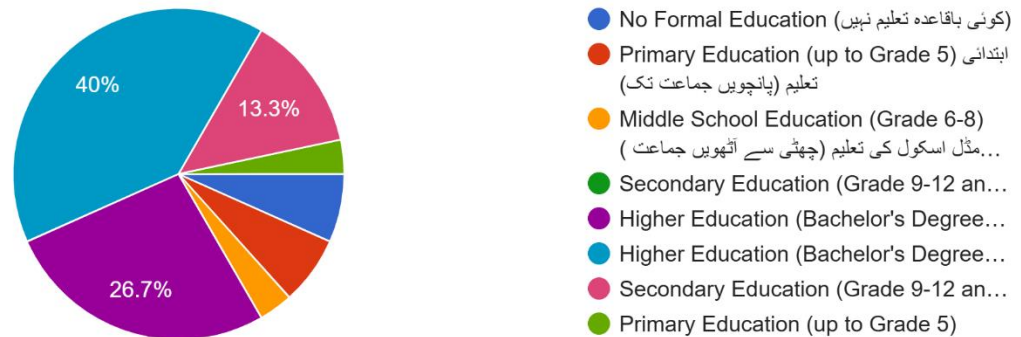 40%
13.3%
26.7%
No Formal Education (کوئی باقاعدہ تعلیم نہیں)
Primary Education (up to Grade 5) ابتدائی
تعلیم (پانچویں جماعت تک)
Middle School Education (Grade 6-8)
مڈل اسکول کی تعلیم (چھٹی سے آٹھویں جماعت )…
Secondary Education (Grade 9-12 an…
Higher Education (Bachelor's Degree…
Higher Education (Bachelor's Degree…
Secondary Education (Grade 9-12 an…
Primary Education (up to Grade 5)